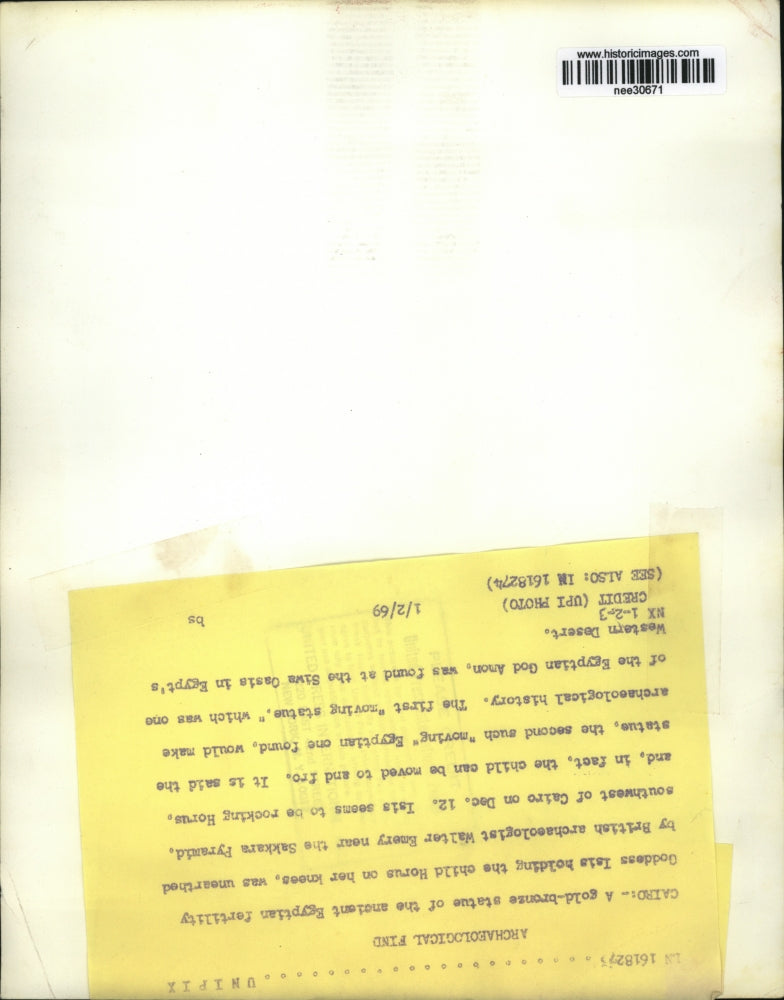 www.historicimages.com
nee30671
UNIPIX
ARCHAEOLOGICAL FIND
CAIRO:- A gold-bronze statue of the ancient Egyptian fertility
Goddess Isis holding the child Horus on her knees, was unearthed
by British archaeologist Walter Emery near the Sakkara Pyramid,
southwest of Cairo on Dec. 12. Isis seems to be rocking Horus,
and, in fact, the child can be moved to and fro. It is said the
statue, the second such "moving" Egyptian one found, would make
archaeological history. The first "moving statue," which was one
of the Egyptian God Amon, was found at the Siwa Oasis in Egypt's
Western Desert.
NX 1-2-3
CREDIT (UPI PHOTO) 1/2/69 bs
(SEE ALSO: IN 1618274)